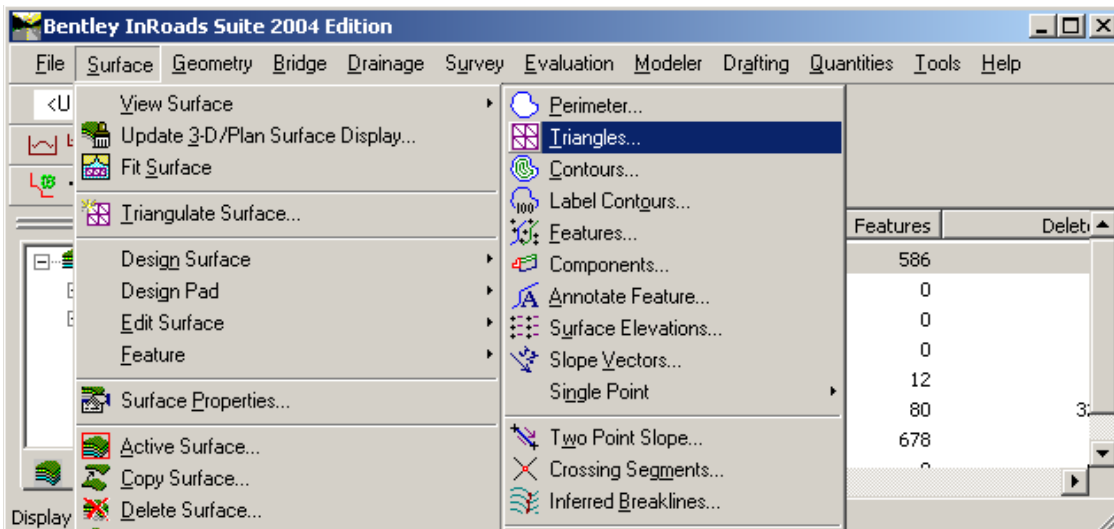 Bentley InRoads Suite 2004 Edition
File Surface Geometry Bridge Drainage Survey Evaluation Modeler Drafting Quantities Tools Help
<U
View Surface
Update 3-D/Plan Surface Display...
Fit Surface
Triangulate Surface...
Design Surface
Design Pad
Edit Surface
Feature
Surface Properties...
Active Surface...
Copy Surface...
Delete Surface...
Perimeter...
Triangles...
Contours...
Label Contours...
Features...
Components...
Annotate Feature...
Surface Elevations...
Slope Vectors...
Single Point
Two Point Slope...
Crossing Segments...
Inferred Breaklines...
Features Delet
586
0
0
0
12
80 3
678
Display